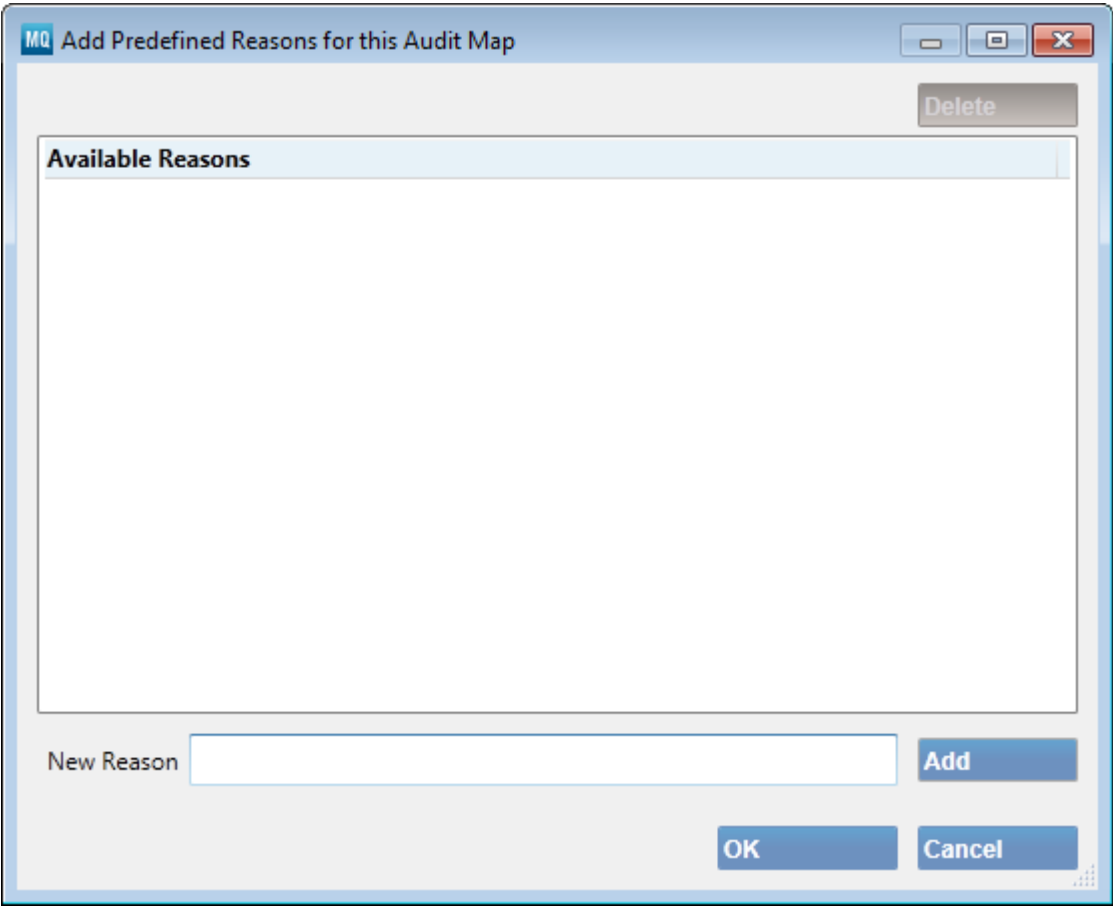 MQ Add Predefined Reasons for this Audit Map
Delete
Available Reasons
New Reason
Add
OK
Cancel